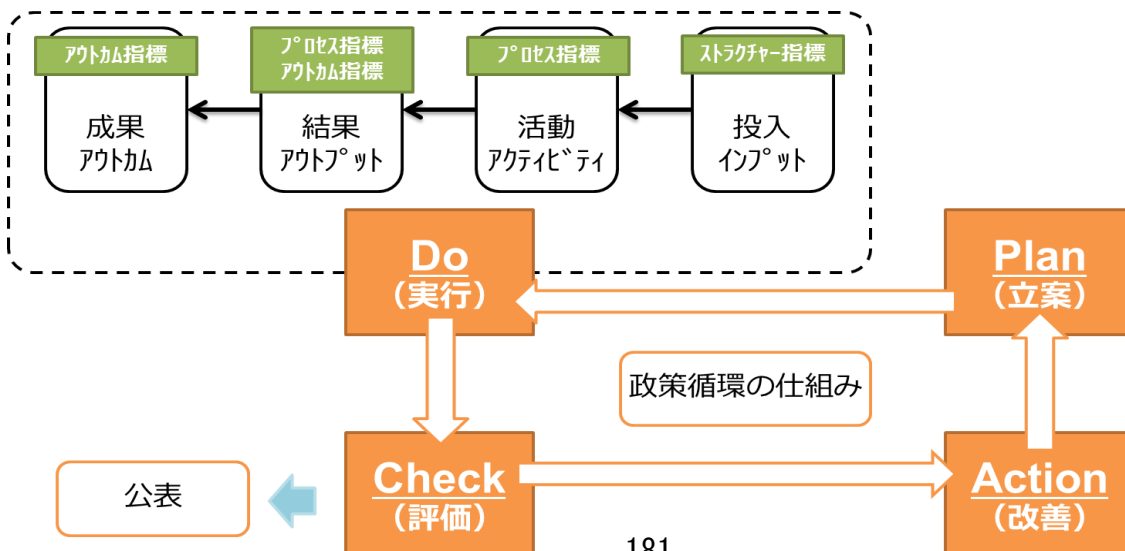 アウトカム指標
成果
アウトカム
プロセス指標
アウトカム指標
結果
アウトプット
プロセス指標
活動
アクティビティ
ストラクチャー指標
投入
インプット
Do
(実行)
Plan
(立案)
政策循環の仕組み
公表
Check
(評価)
Action
(改善)
181